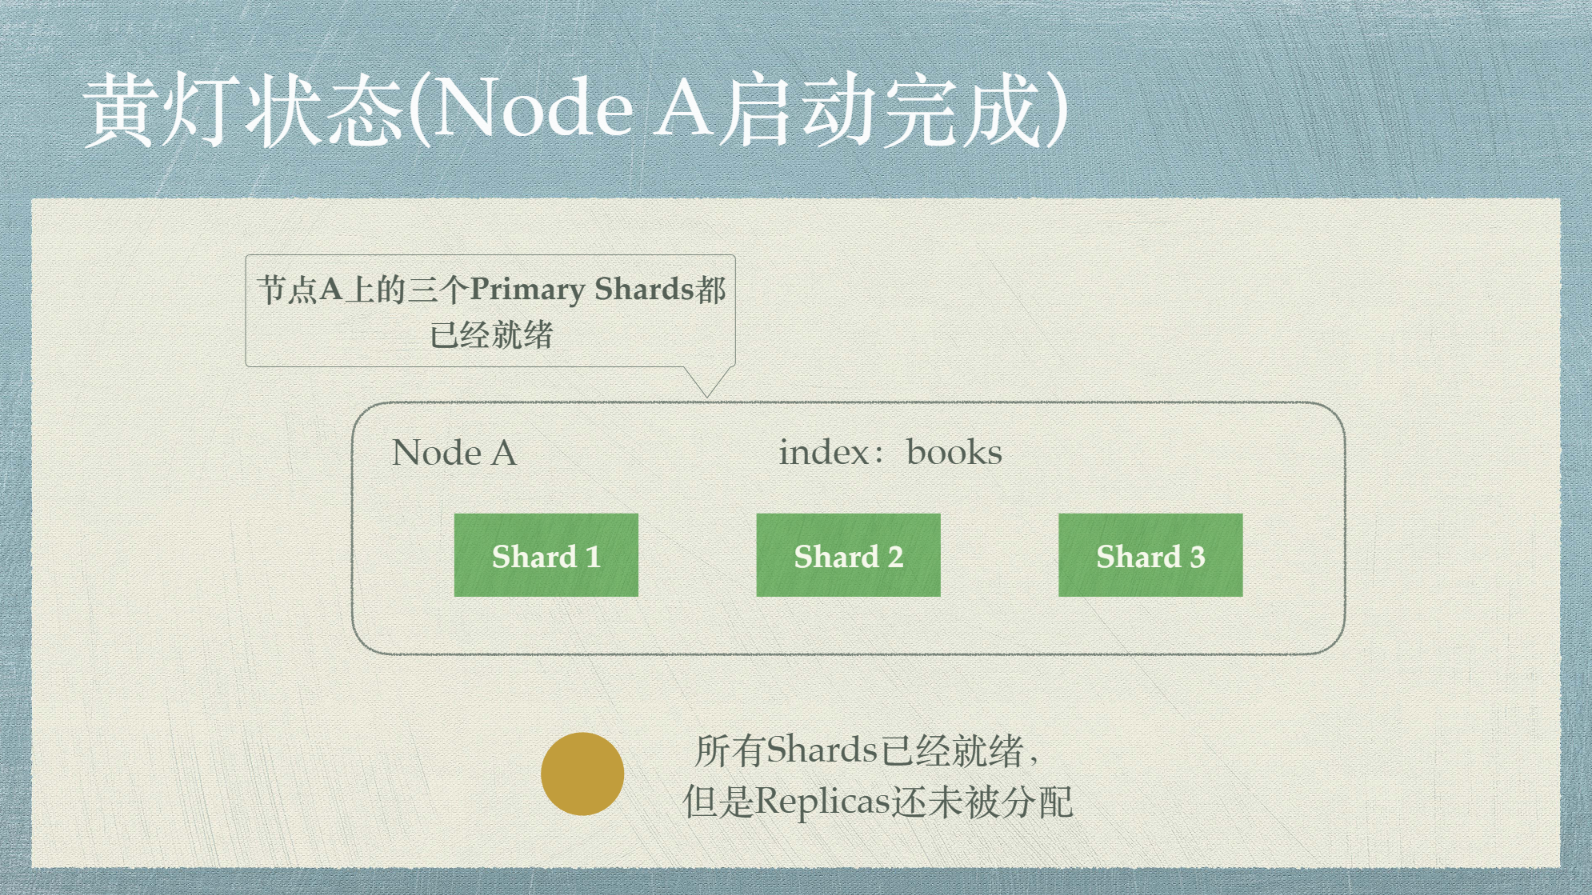 黄灯状态(Node A启动完成)
节点A上的三个Primary Shards都
已经就绪
Node A
index：books
Shard 1
Shard 2
Shard 3
所有Shards已经就绪，
但是Replicas还未被分配